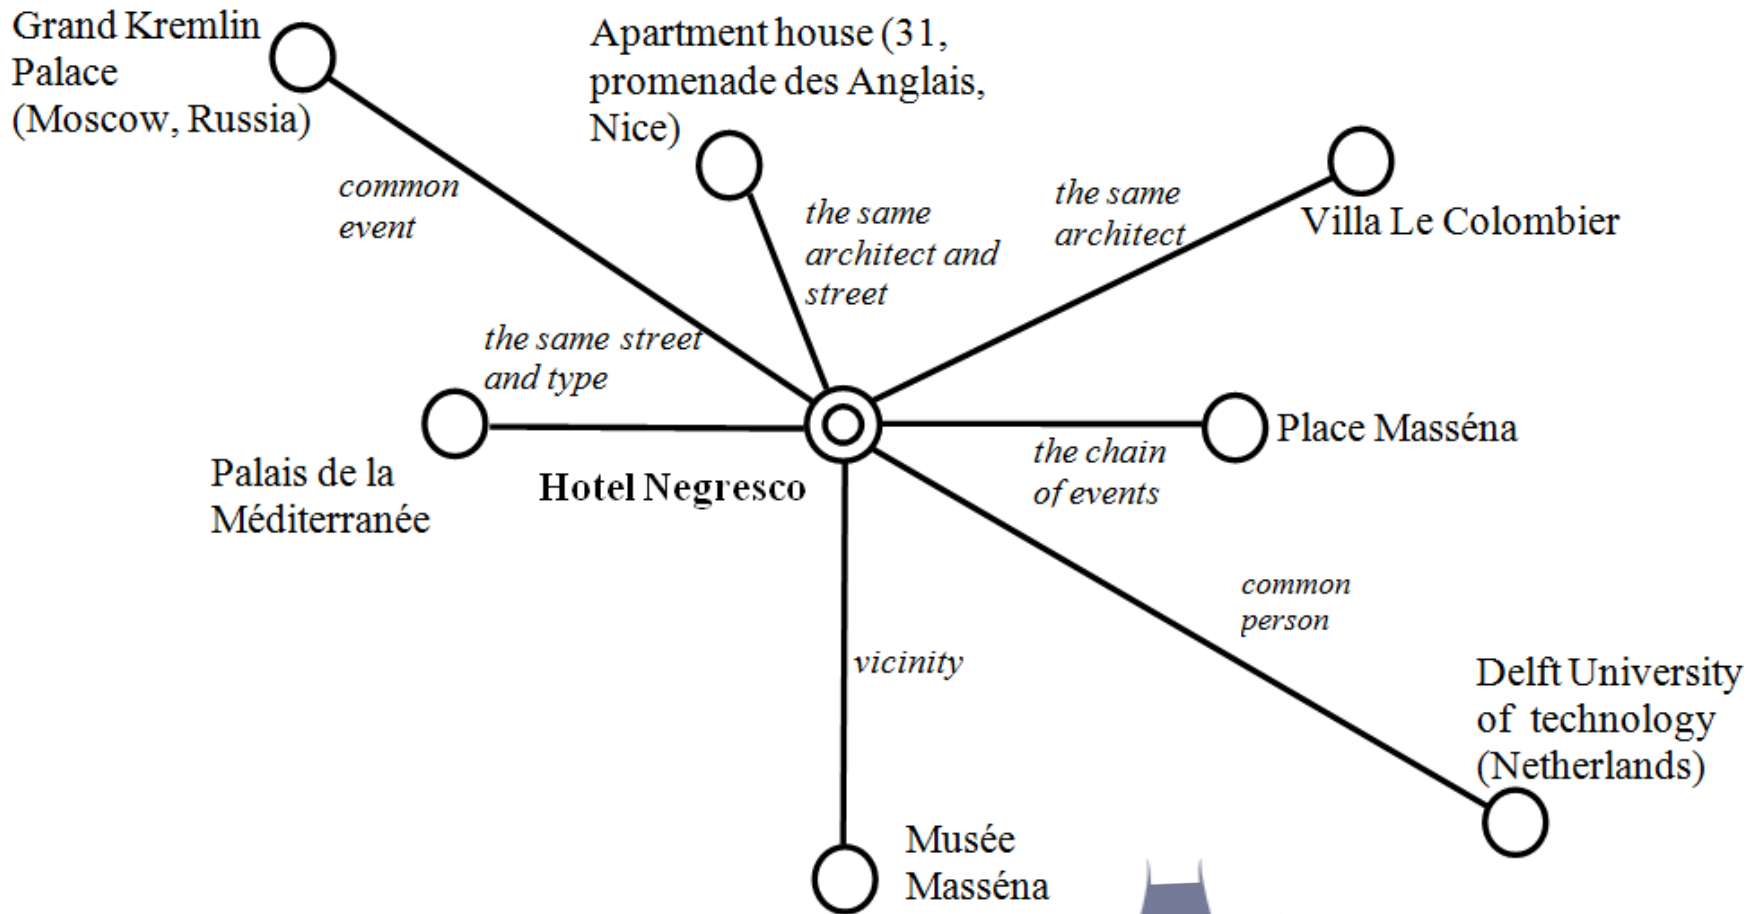 Grand Kremlin
Palace
(Moscow, Russia)
Apartment house (31,
promenade des Anglais,
Nice)
common
event
the same
architect and
street
the same
architect
Villa Le Colombier
the same street
and type
Palais de la
Méditerranée
Hotel Negresco
Place Masséna
the chain
of events
common
person
vicinity
Delft University
of technology
(Netherlands)
Musée
Masséna